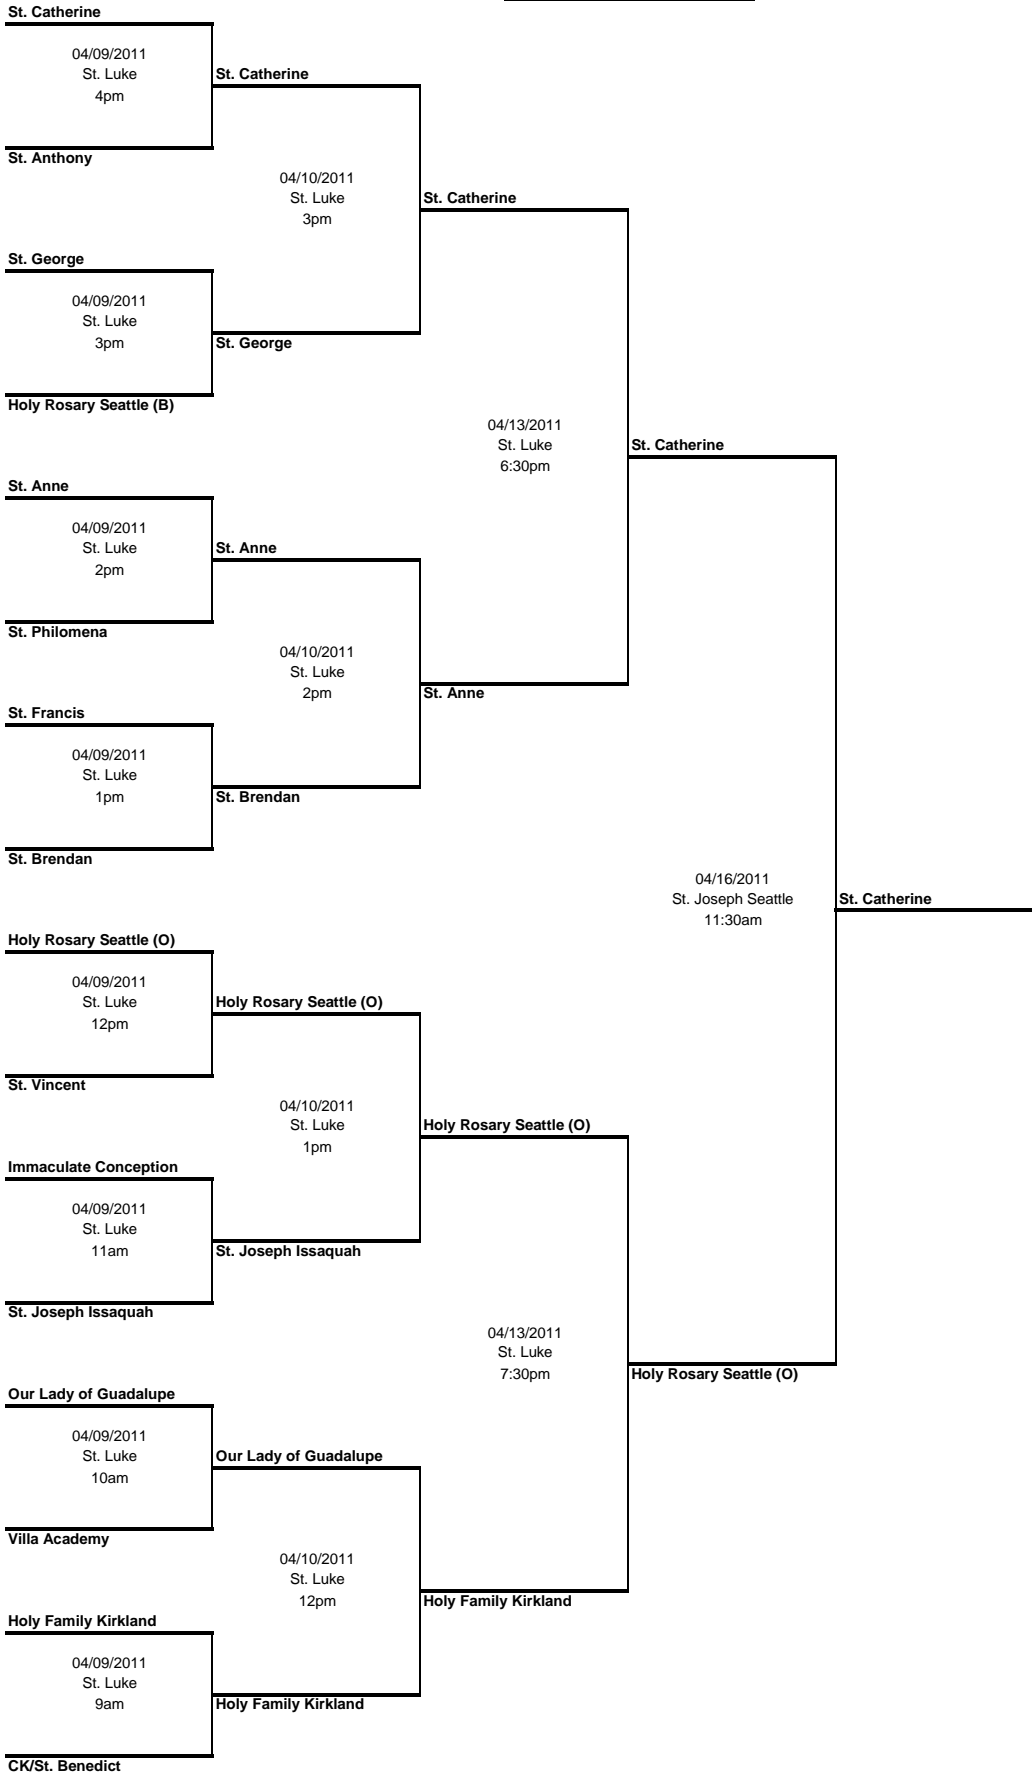 St. Catherine
04/09/2011
St. Luke
4pm
St. Catherine
St. Anthony
04/10/2011
St. Luke
3pm
St. Catherine
St. George
04/09/2011
St. Luke
3pm
St. George
Holy Rosary Seattle (B)
04/13/2011
St. Luke
6:30pm
St. Catherine
St. Anne
04/09/2011
St. Luke
2pm
St. Anne
St. Philomena
04/10/2011
St. Luke
2pm
St. Anne
St. Francis
04/09/2011
St. Luke
1pm
St. Brendan
St. Brendan
04/16/2011
St. Joseph Seattle
11:30am
St. Catherine
Holy Rosary Seattle (O)
04/09/2011
St. Luke
12pm
Holy Rosary Seattle (O)
St. Vincent
04/10/2011
St. Luke
1pm
Holy Rosary Seattle (O)
Immaculate Conception
04/09/2011
St. Luke
11am
St. Joseph Issaquah
St. Joseph Issaquah
04/13/2011
St. Luke
7:30pm
Holy Rosary Seattle (O)
Our Lady of Guadalupe
04/09/2011
St. Luke
10am
Our Lady of Guadalupe
Villa Academy
04/10/2011
St. Luke
12pm
Holy Family Kirkland
Holy Family Kirkland
04/09/2011
St. Luke
9am
Holy Family Kirkland
CK/St. Benedict